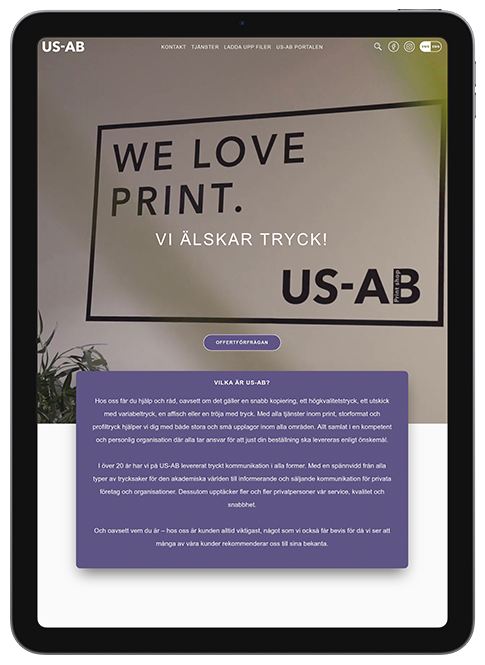 US-AB
KONTAKT TJÄNSTER LADDA UPP FILER US-AB PORTALEN
WE LOVE
PRINT.
VI ÄLSKAR TRYCK!
US-AB
Print shop
OFFERTFÖRFRÅGAN
VILKA ÄR US-AB?
Hos oss får du hjälp och råd, oavsett om det gäller en snabb kopiering, ett högkvalitetstryck, ett utskick
med variabeltryck, en affisch eller en tröja med tryck. Med alla tjänster inom print, storformat och
profiltryck hjälper vi dig med både stora och små upplagor inom alla områden. Allt samlat i en kompetent
och personlig organisation där alla tar ansvar för att just din beställning ska levereras enligt önskemål.
I över 20 år har vi på US-AB levererat tryckt kommunikation i alla former. Med en spännvidd från alla
typer av trycksaker för den akademiska världen till informerande och säljande kommunikation för privata
företag och organisationer. Dessutom upptäcker fler och fler privatpersoner vår service, kvalitet och
snabbhet.
Och oavsett vem du är – hos oss är kunden alltid viktigast, något som vi också får bevis för då vi ser att
många av våra kunder rekommenderar oss till sina bekanta.